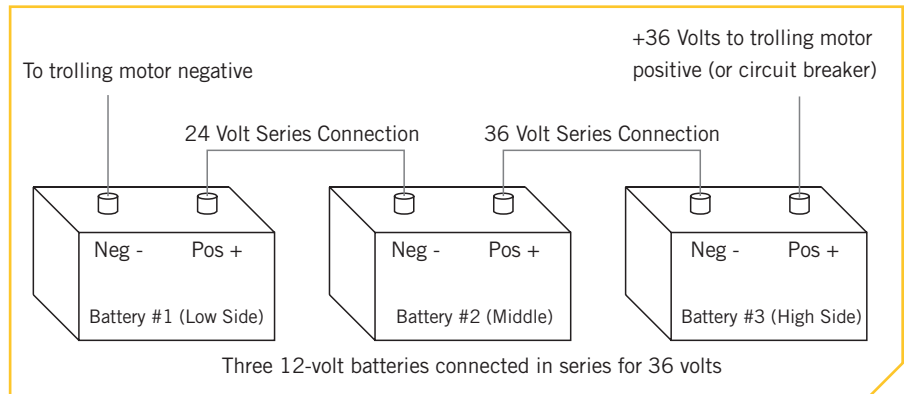 +36 Volts to trolling motor
positive (or circuit breaker)
To trolling motor negative
24 Volt Series Connection
36 Volt Series Connection
Neg -
Pos +
Neg -
Pos +
Neg -
Pos +
Battery #1 (Low Side)
Battery #2 (Middle)
Battery #3 (High Side)
Three 12-volt batteries connected in series for 36 volts